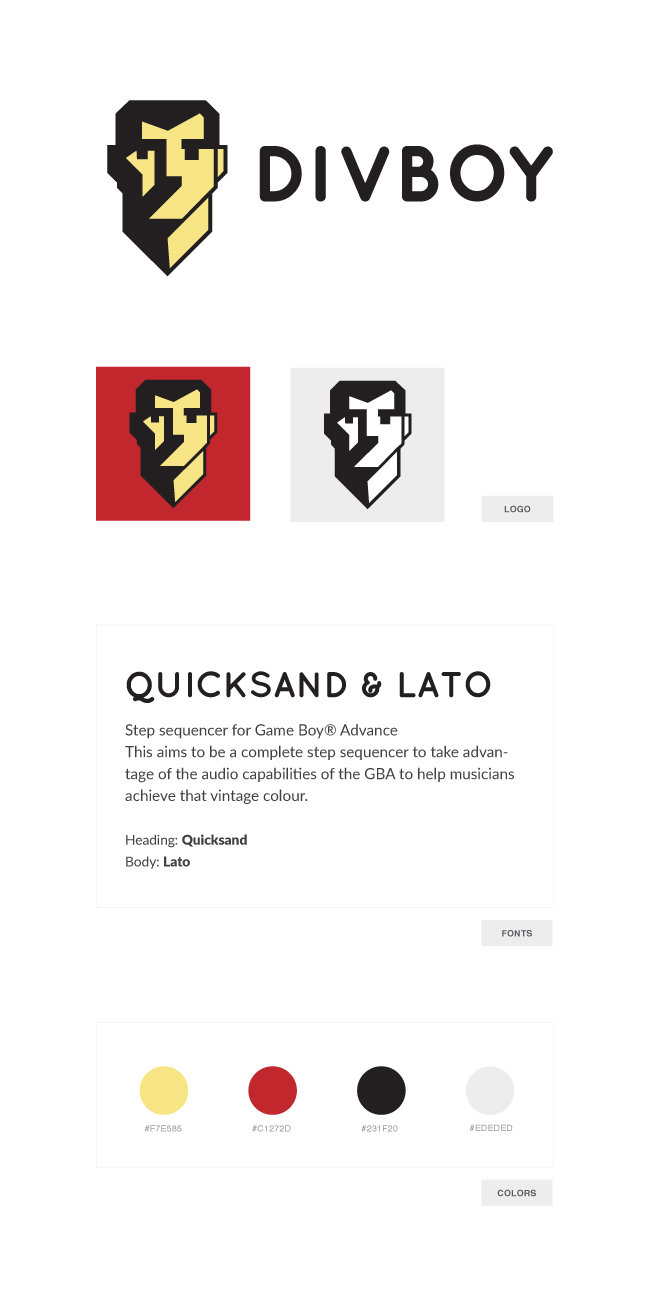 DIVBOY
LOGO
QUICKSAND & LATO
Step sequencer for Game Boy® Advance
This aims to be a complete step sequencer to take advan-
tage of the audio capabilities of the GBA to help musicians
achieve that vintage colour.
Heading: Quicksand
Body: Lato
FONTS
#F7E585
#C1272D
#231F20
#EDEDED
COLORS